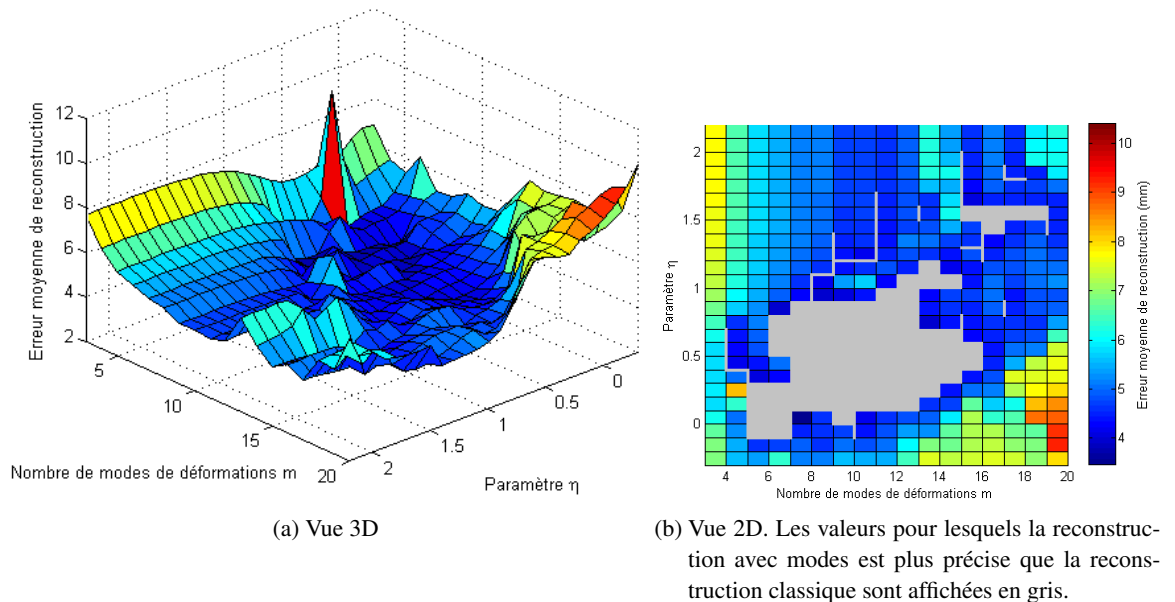 12
10
8
6
4
2
Erreur moyenne de reconstruction
5
10
15
20
Nombre de modes de déformations m
2
1.5
1
0.5
0
Paramètre η
(a) Vue 3D
2
1.5
1
0.5
0
Paramètre η
4 6 8 10 12 14 16 18 20
Nombre de modes de déformations m
10
9
8
7
6
5
4
Erreur moyenne de reconstruction (mm)
(b) Vue 2D. Les valeurs pour lesquels la reconstruc-
tion avec modes est plus précise que la recons-
truction classique sont affichées en gris.